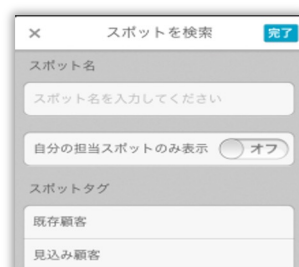 × スポットを検索 完了
スポット名
スポット名を入力してください
自分の担当スポットのみ表示 オフ
スポットタグ
既存顧客
見込み顧客